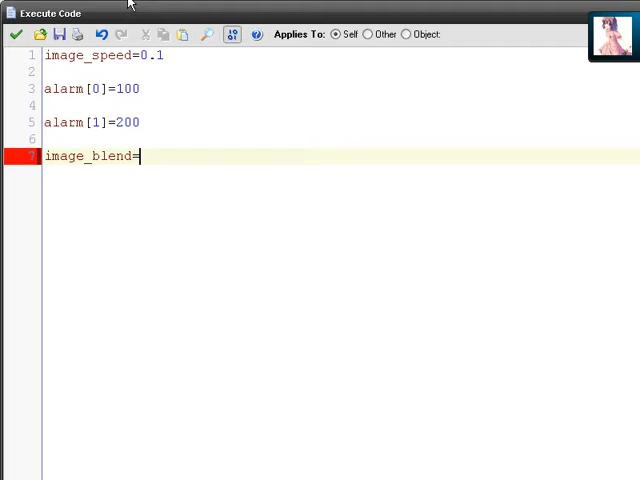 Execute Code
Applies To: Self Other Object:
1 image_speed=0.1
2
3 alarm[0]=100
4
5 alarm[1]=200
6
7 image_blend=